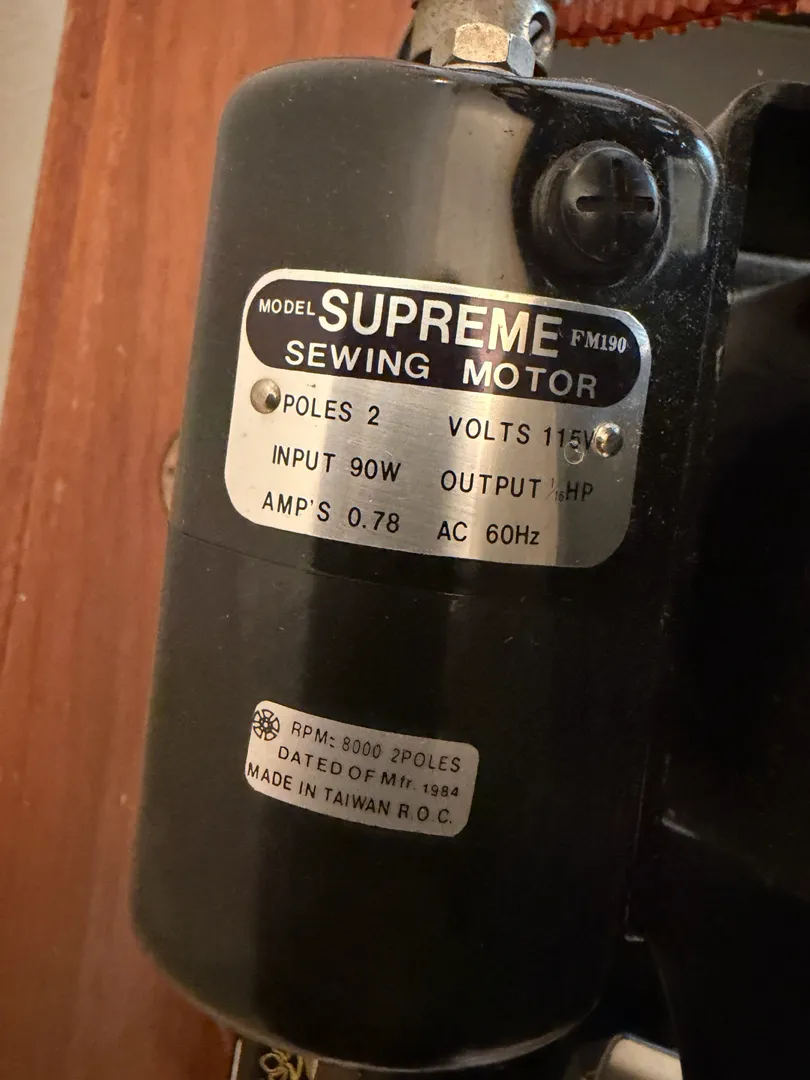 MODEL SUPREME FM190
SEWING MOTOR
POLES 2 VOLTS 115V
INPUT 90W OUTPUT 1/16HP
AMP'S 0.78 AC 60Hz
RPM: 8000 2POLES
DATED OF Mfr. 1984
MADE IN TAIWAN R.O.C.